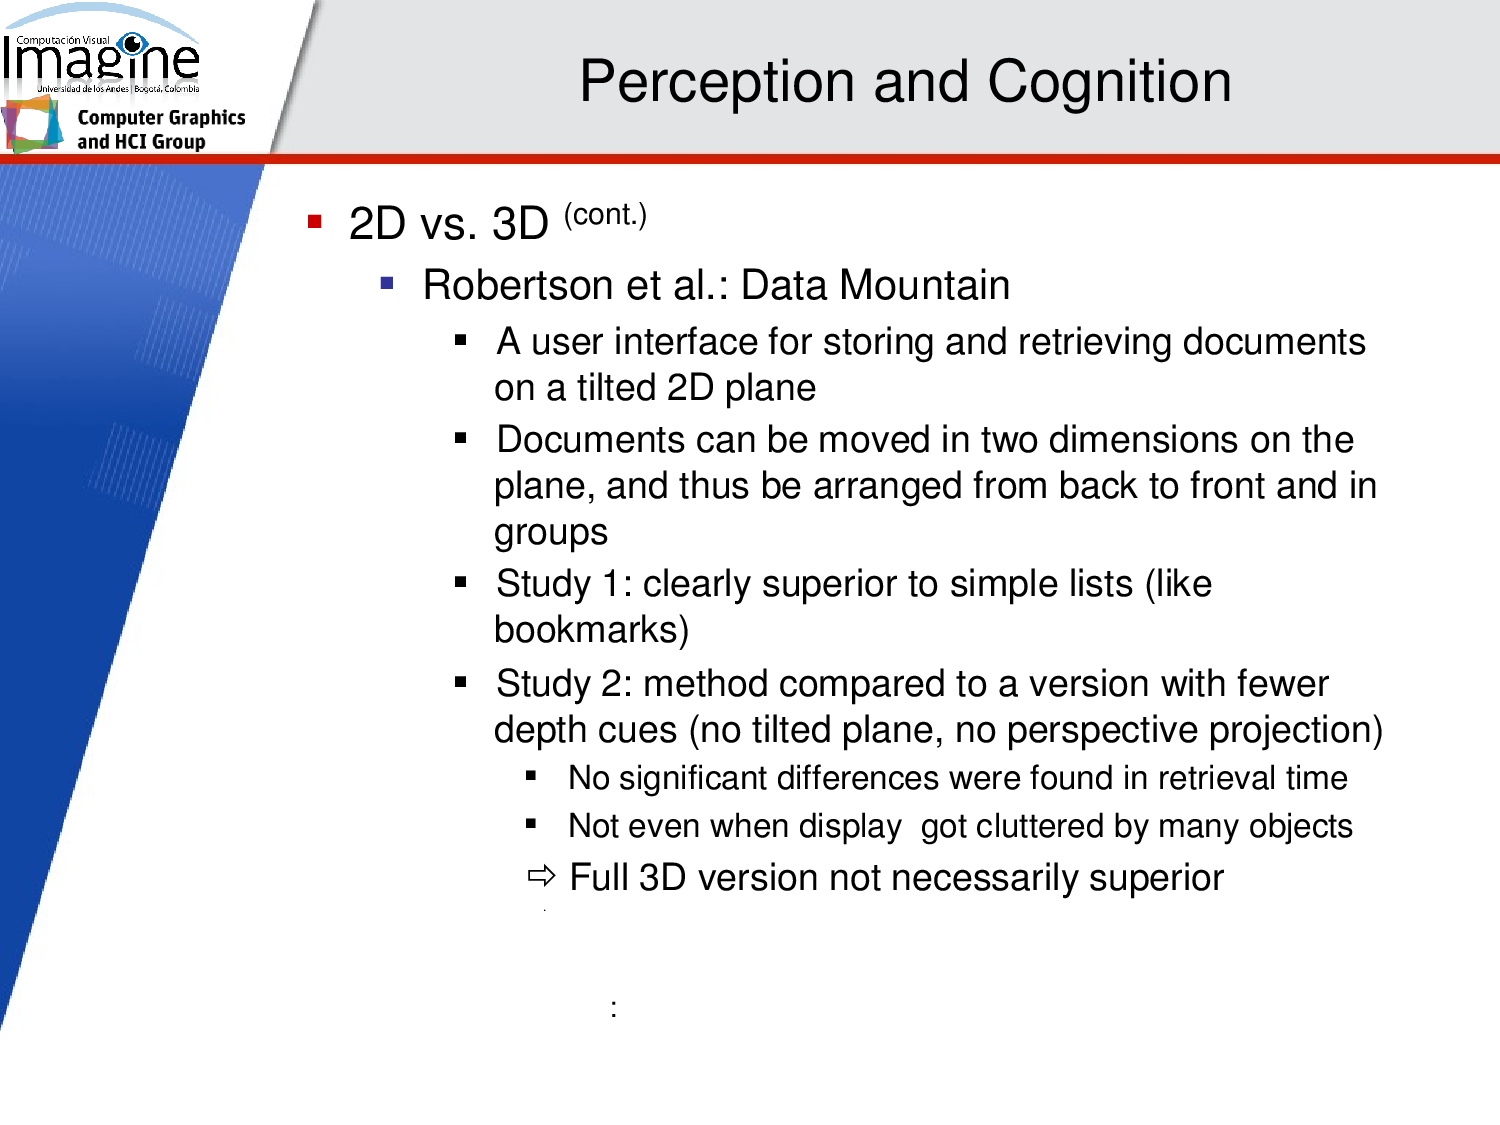 Computación Visual
Imagine
Universidad de los Andes | Bogotá, Colombia
Computer Graphics
and HCI Group
Perception and Cognition
▪ 2D vs. 3D (cont.)
▪ Robertson et al.: Data Mountain
▪ A user interface for storing and retrieving documents
on a tilted 2D plane
▪ Documents can be moved in two dimensions on the
plane, and thus be arranged from back to front and in
groups
▪ Study 1: clearly superior to simple lists (like
bookmarks)
▪ Study 2: method compared to a version with fewer
depth cues (no tilted plane, no perspective projection)
▪ No significant differences were found in retrieval time
▪ Not even when display  got cluttered by many objects
⇨ Full 3D version not necessarily superior
.
: